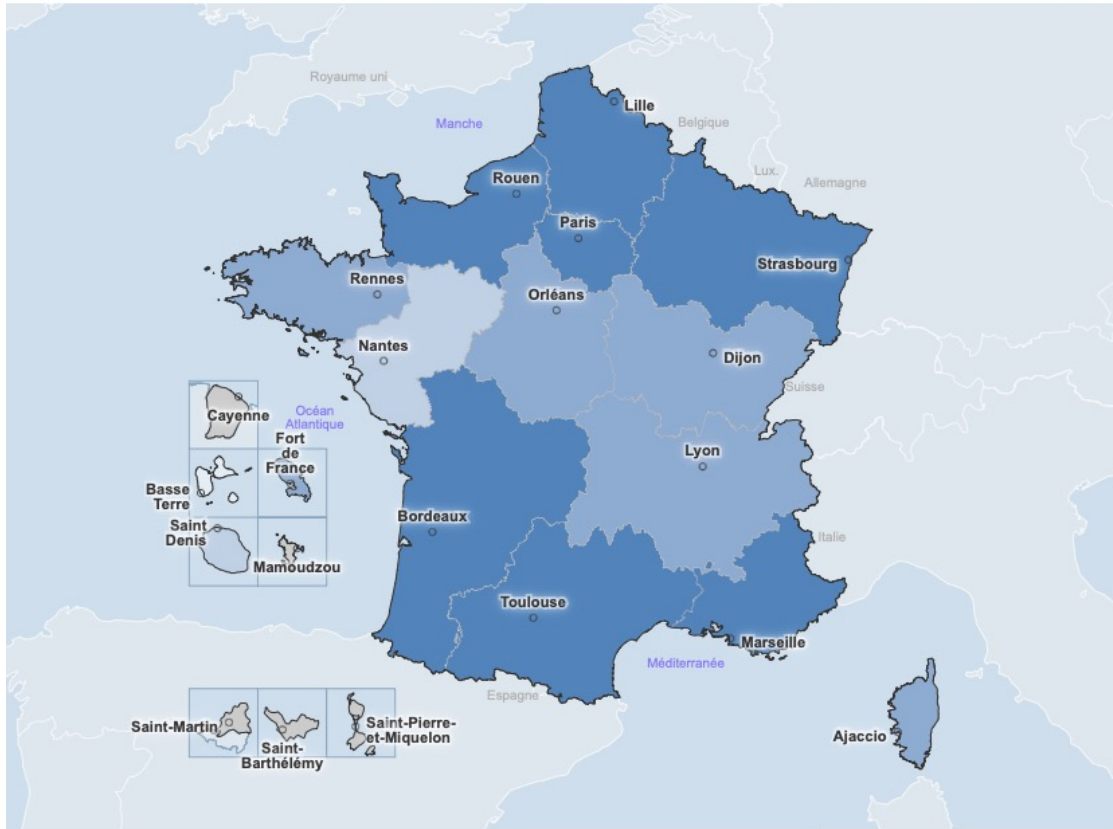 Royaume uni
Lille
Manche
Belgique
Lux.
Allemagne
Rouen
Paris
Strasbourg
Rennes
Orléans
Nantes
Dijon
Suisse
Cayenne
Océan
Atlantique
Fort
de
France
Lyon
Basse
Terre
Bordeaux
Saint
Denis
Italie
Mamoudzou
Toulouse
Marseille
Méditerranée
Espagne
Saint-Martin
Saint-Pierre-
et-Miquelon
Saint-
Barthélémy
Ajaccio